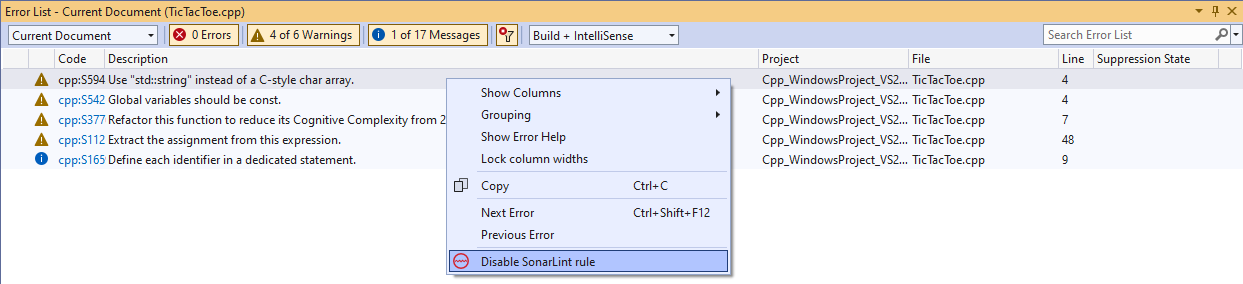 Error List - Current Document (TicTacToe.cpp)
Current Document 0 Errors 4 of 6 Warnings 1 of 17 Messages Build + IntelliSense Search Error List
Code Description Project File Line Suppression State
cpp:S594 Use "std::string" instead of a C-style char array. Cpp_WindowsProject_VS2... TicTacToe.cpp 4
cpp:S542 Global variables should be const. Cpp_WindowsProject_VS2... TicTacToe.cpp 4
cpp:S377 Refactor this function to reduce its Cognitive Complexity from 2 Cpp_WindowsProject_VS2... TicTacToe.cpp 7
cpp:S112 Extract the assignment from this expression. Cpp_WindowsProject_VS2... TicTacToe.cpp 48
cpp:S165 Define each identifier in a dedicated statement. Cpp_WindowsProject_VS2... TicTacToe.cpp 9
Show Columns
Grouping
Show Error Help
Lock column widths
Copy Ctrl+C
Next Error Ctrl+Shift+F12
Previous Error
Disable SonarLint rule